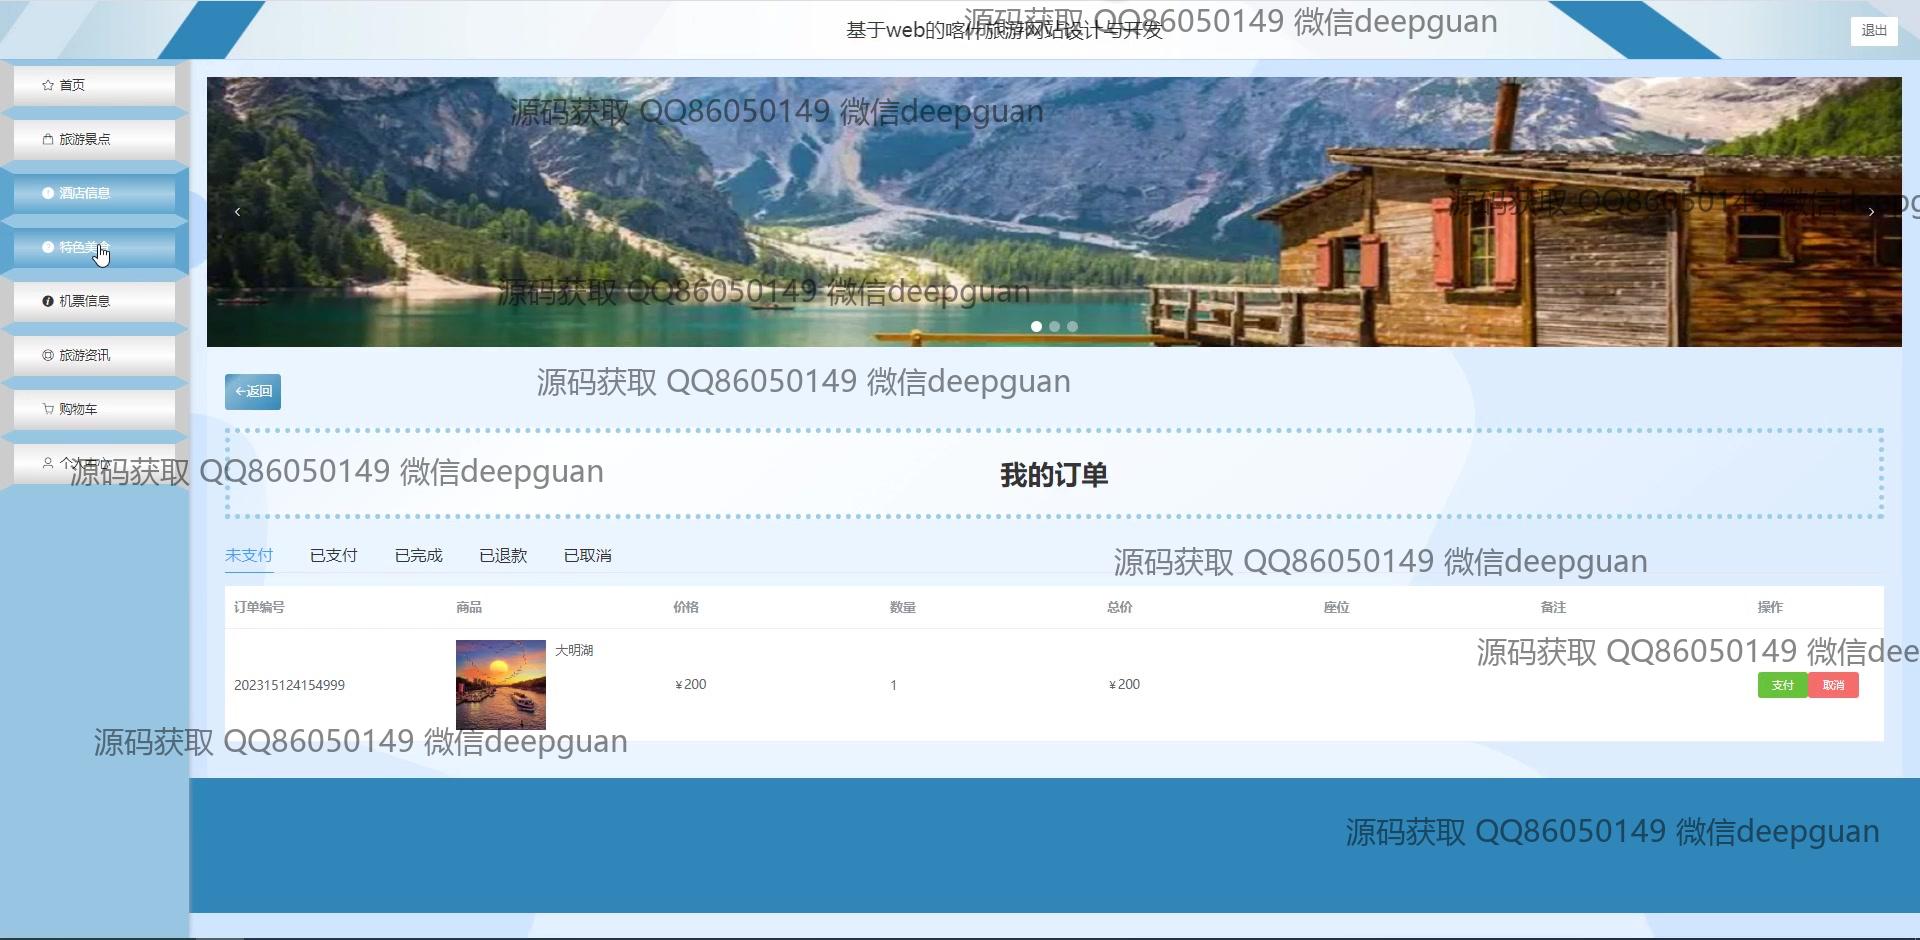 基于web的喀什旅游网站设计与开发
源码获取 QQ86050149 微信deepguan
退出
首页
旅游景点
酒店信息
特色美食
机票信息
旅游资讯
购物车
个人中心
源码获取 QQ86050149 微信deepguan
源码获取 QQ86050149 微信deepg
源码获取 QQ86050149 微信deepguan
源码获取 QQ86050149 微信deepguan
←返回
源码获取 QQ86050149 微信deepguan
我的订单
未支付 已支付 已完成 已退款 已取消
源码获取 QQ86050149 微信deepguan
订单编号 商品 价格 数量 总价 座位 备注 操作
源码获取 QQ86050149 微信dee
大明湖
202315124154999 ¥200 1 ¥200 支付 取消
源码获取 QQ86050149 微信deepguan
源码获取 QQ86050149 微信deepguan